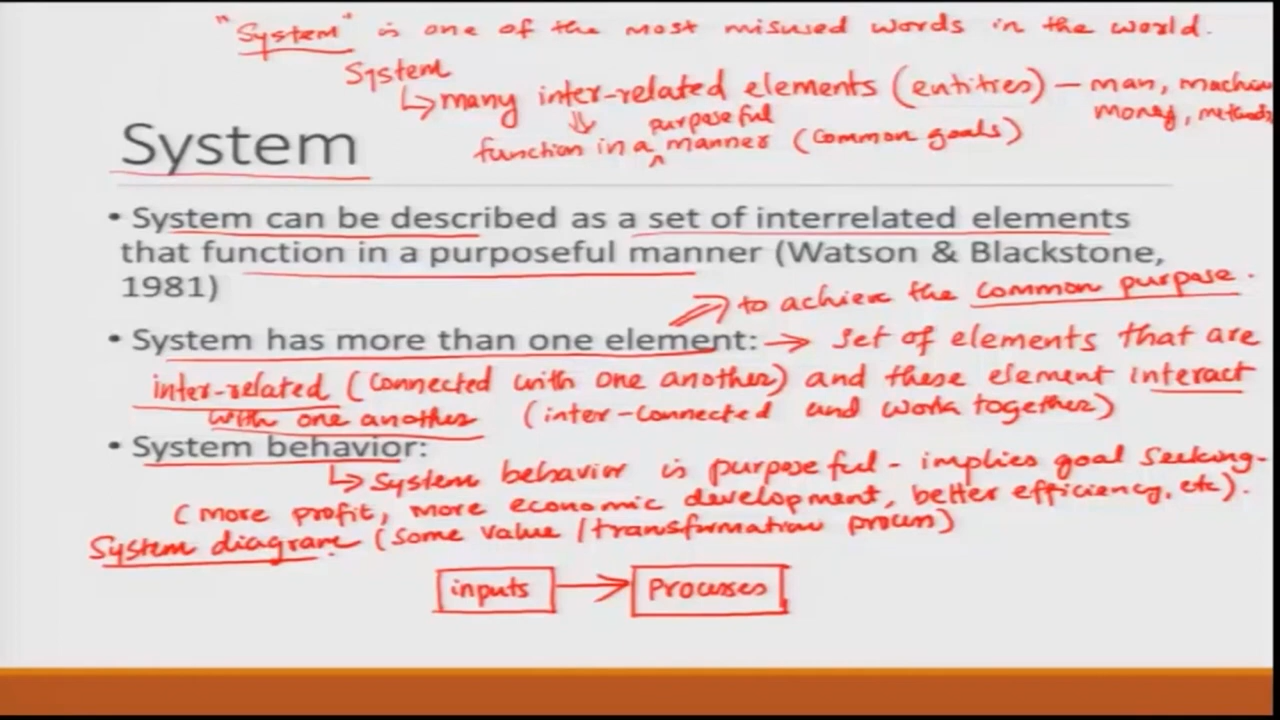 "System" is one of the most misused words in the world.
System
↳ many inter-related elements (entities) — man, machin
money, methods
purposeful
function in a ^ manner (common goals)
System
• System can be described as a set of interrelated elements
that function in a purposeful manner (Watson & Blackstone,
1981)
to achieve the common purpose.
• System has more than one element: → set of elements that are
inter-related (connected with one another) and these element interact
with one another (inter-connected and work together)
• System behavior:
↳ System behavior is purposeful - implies goal seeking-
(more profit, more economic development, better efficiency, etc).
System diagram (some value /transformation process)
inputs → Processes